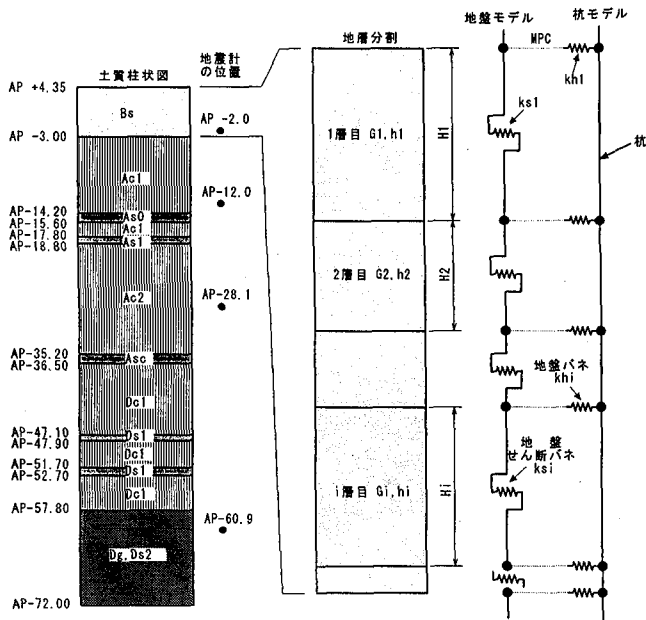 土質柱状図
地震計
の位置
AP +4.35
Bs
AP -3.00
AP -2.0
Ac1
AP-12.0
AP-14.20
As0
AP-15.60
Ac1
AP-17.80
As1
AP-18.80
Ac2
AP-28.1
AP-35.20
Asc
AP-36.50
Dc1
AP-47.10
Ds1
AP-47.90
Dc1
AP-51.70
Ds1
AP-52.70
Dc1
AP-57.80
AP-60.9
Dg,Ds2
AP-72.00
地層分割
1層目 G1,h1
H1
2層目 G2,h2
H2
i層目 Gi,hi
Hi
地盤モデル
杭モデル
MPC
kh1
ks1
杭
地盤バネ
khi
地盤
せん断バネ
ksi